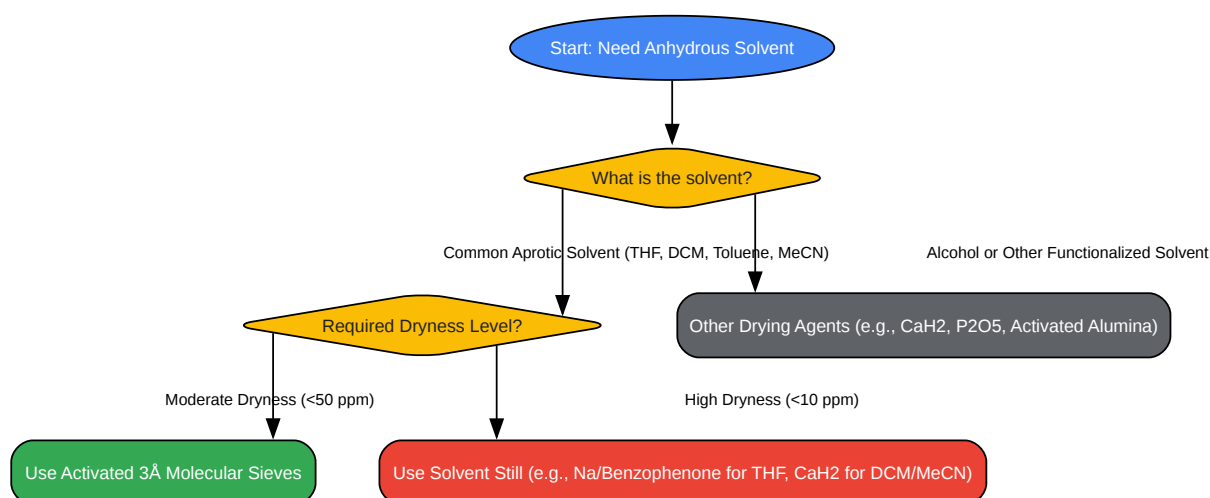 Start: Need Anhydrous Solvent
What is the solvent?
Common Aprotic Solvent (THF, DCM, Toluene, MeCN)
Alcohol or Other Functionalized Solvent
Required Dryness Level?
Other Drying Agents (e.g., CaH2, P2O5, Activated Alumina)
Moderate Dryness (<50 ppm)
High Dryness (<10 ppm)
Use Activated 3Å Molecular Sieves
Use Solvent Still (e.g., Na/Benzophenone for THF, CaH2 for DCM/MeCN)